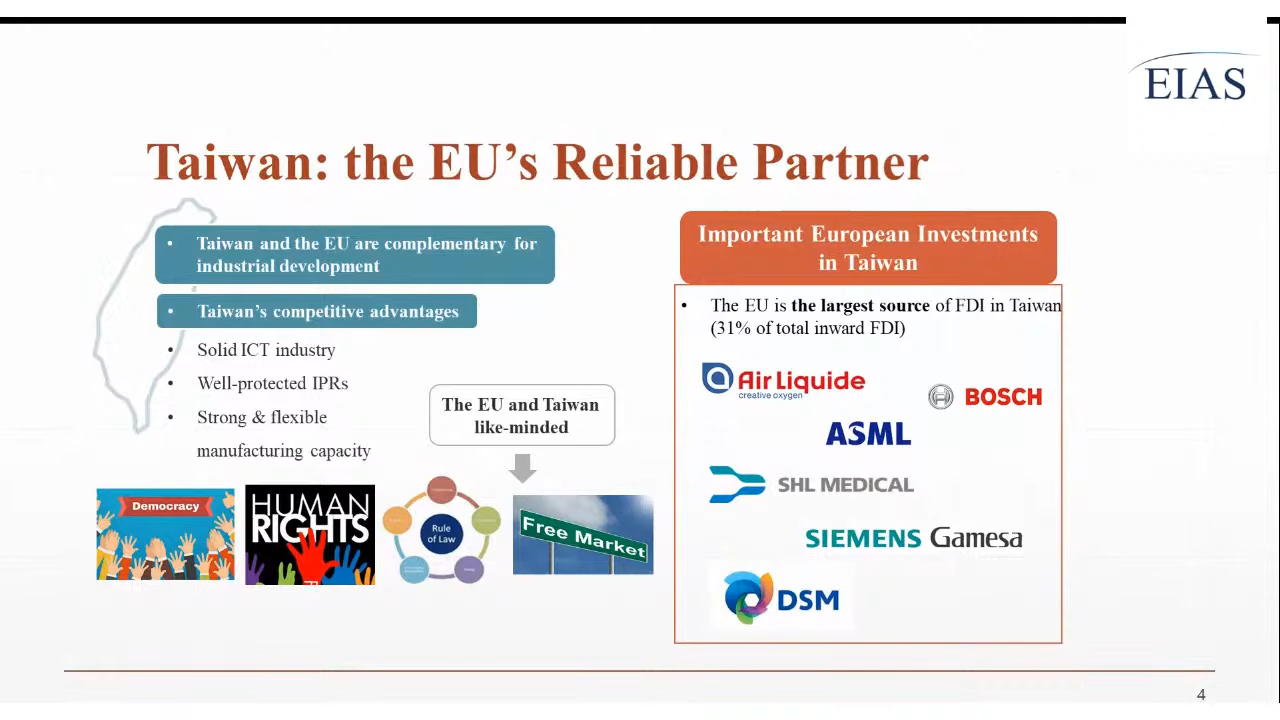 EIAS
Taiwan: the EU's Reliable Partner
• Taiwan and the EU are complementary for
industrial development
• Taiwan's competitive advantages
• Solid ICT industry
• Well-protected IPRs
• Strong & flexible
manufacturing capacity
The EU and Taiwan
like-minded
Democracy
HUMAN
RIGHTS
Rule
of Law
Free Market
Important European Investments
in Taiwan
• The EU is the largest source of FDI in Taiwan
(31% of total inward FDI)
Air Liquide
creative oxygen
BOSCH
ASML
SHL MEDICAL
SIEMENS Gamesa
DSM
4